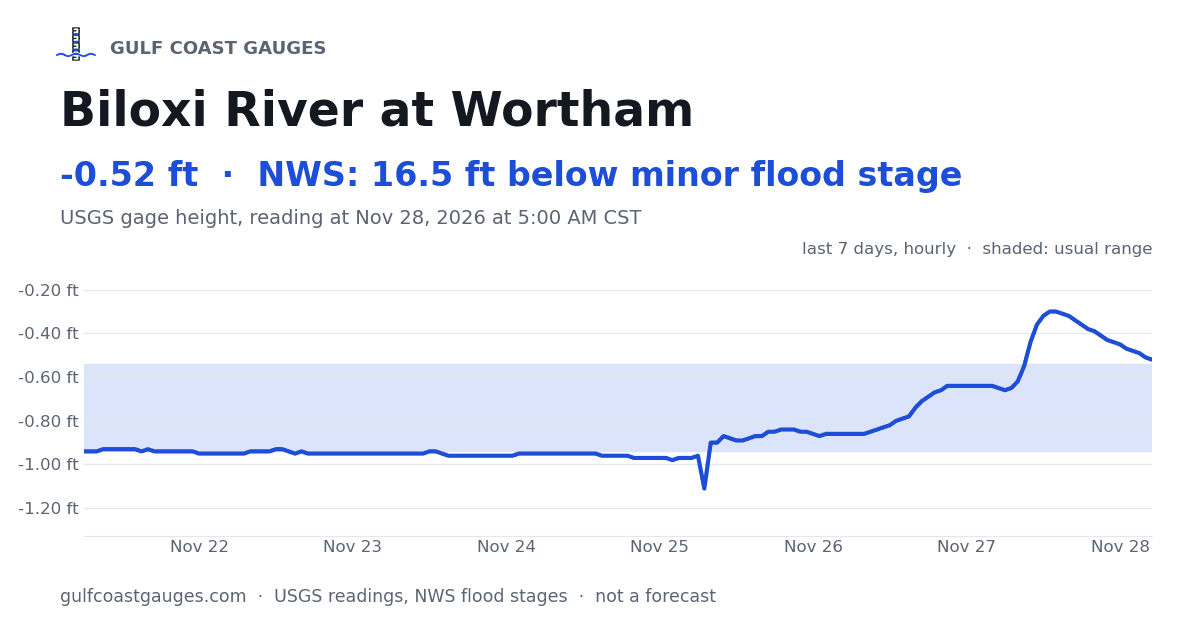 GULF COAST GAUGES
Biloxi River at Wortham
-0.52 ft · NWS: 16.5 ft below minor flood stage
USGS gage height, reading at Nov 28, 2026 at 5:00 AM CST
last 7 days, hourly · shaded: usual range
-0.20 ft
-0.40 ft
-0.60 ft
-0.80 ft
-1.00 ft
-1.20 ft
Nov 22 Nov 23 Nov 24 Nov 25 Nov 26 Nov 27 Nov 28
gulfcoastgauges.com · USGS readings, NWS flood stages · not a forecast